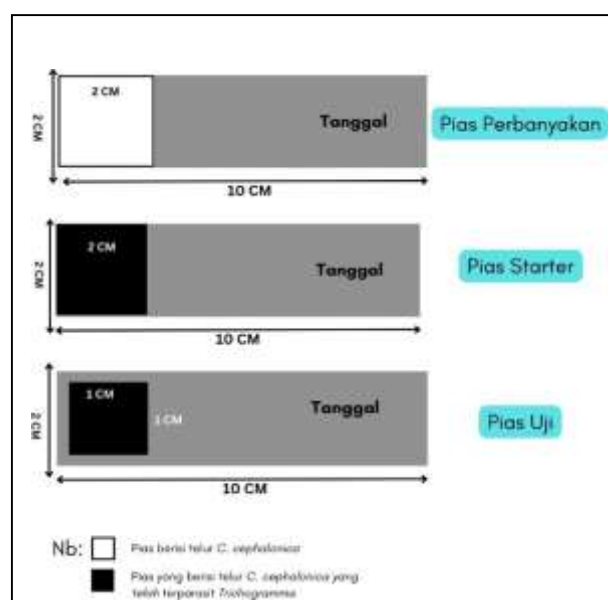 2 CM
2 CM
Tanggal
Pias Perbanyakan
10 CM
2 CM
2 CM
Tanggal
Pias Starter
10 CM
1 CM
1 CM
2 CM
Tanggal
Pias Uji
10 CM
Nb:
Pias berisi telur C. cephalonica
Pias yang berisi telur C. cephalonica yang
telah terparasit Trichogramma